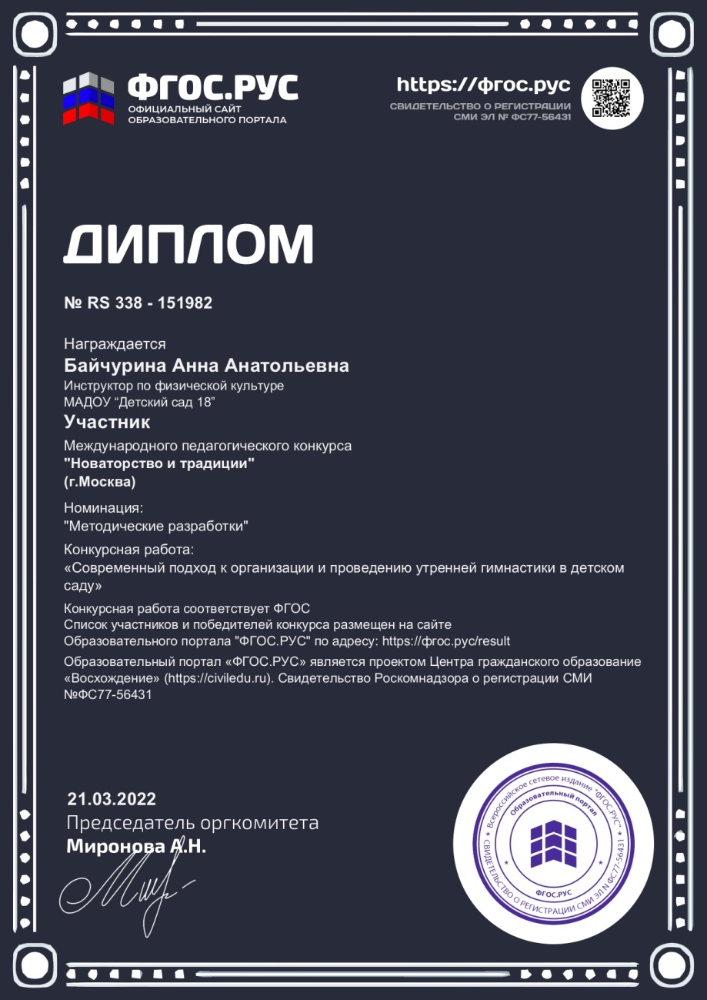 ФГОС.РУС
ОФИЦИАЛЬНЫЙ САЙТ
ОБРАЗОВАТЕЛЬНОГО ПОРТАЛА
https://фгос.рус
СВИДЕТЕЛЬСТВО О РЕГИСТРАЦИИ
СМИ ЭЛ № ФС77-56431
ДИПЛОМ
№ RS 338 - 151982
Награждается
Байчурина Анна Анатольевна
Инструктор по физической культуре
МАДОУ “Детский сад 18”
Участник
Международного педагогического конкурса
"Новаторство и традиции"
(г.Москва)
Номинация:
"Методические разработки"
Конкурсная работа:
«Современный подход к организации и проведению утренней гимнастики в детском
саду»
Конкурсная работа соответствует ФГОС
Список участников и победителей конкурса размещен на сайте
Образовательного портала "ФГОС.РУС" по адресу: https://фгос.рус/result
Образовательный портал «ФГОС.РУС» является проектом Центра гражданского образование
«Восхождение» (https://civiledu.ru). Свидетельство Роскомнадзора о регистрации СМИ
№ФС77-56431
21.03.2022
Председатель оргкомитета
Миронова А.Н.
Всероссийское сетевое издание "ФГОС.РУС"
СВИДЕТЕЛЬСТВО О РЕГИСТРАЦИИ СМИ ЭЛ N ФС77-56431
Образовательный портал
ФГОС.РУС